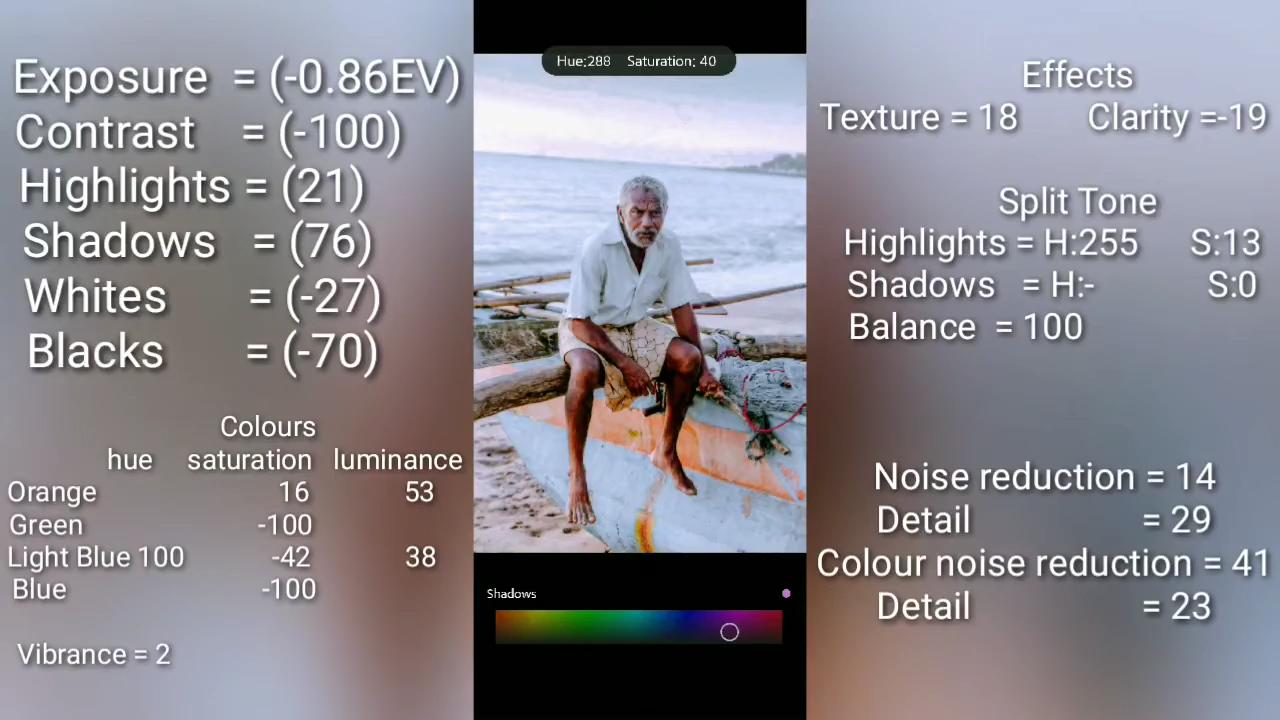 Exposure = (-0.86EV)
Contrast = (-100)
Highlights = (21)
Shadows = (76)
Whites = (-27)
Blacks = (-70)
Colours
hue saturation luminance
Orange 16 53
Green -100
Light Blue 100 -42 38
Blue -100
Vibrance = 2
Hue:288 Saturation: 40
Shadows
Effects
Texture = 18 Clarity =-19
Split Tone
Highlights = H:255 S:13
Shadows = H:- S:0
Balance = 100
Noise reduction = 14
Detail = 29
Colour noise reduction = 41
Detail = 23